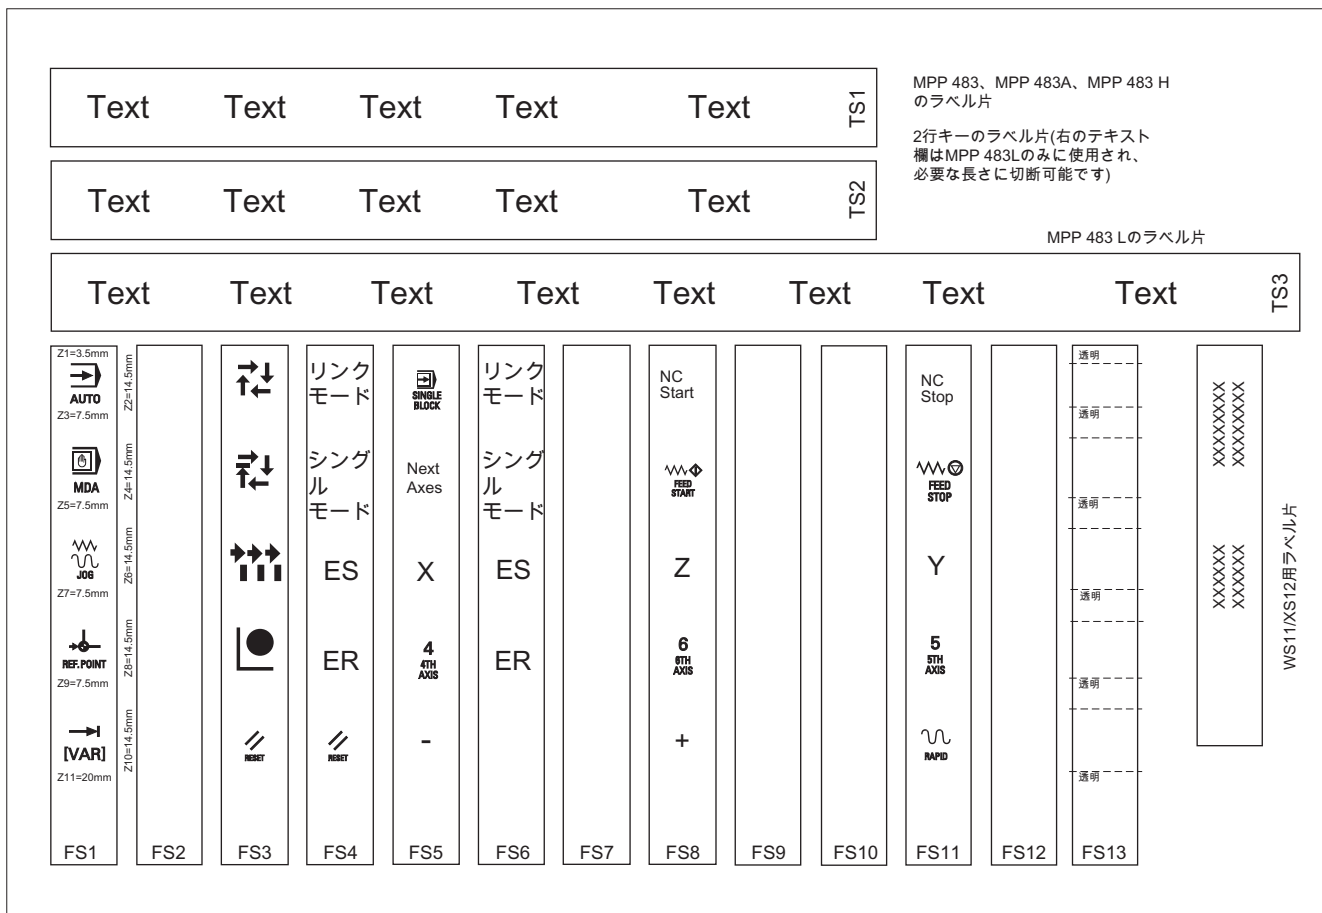 Text Text Text Text Text TS1
MPP 483、MPP 483A、MPP 483 H
のラベル片
2行キーのラベル片(右のテキスト
欄はMPP 483Lのみに使用され、
必要な長さに切断可能です)
Text Text Text Text Text TS2
MPP 483 Lのラベル片
Text Text Text Text Text Text Text Text TS3
Z1=3.5mm
AUTO
Z3=7.5mm
MDA
Z5=7.5mm
JOG
Z7=7.5mm
REF.POINT
Z9=7.5mm
[VAR]
Z11=20mm
FS1
Z2=14.5mm
Z4=14.5mm
Z6=14.5mm
Z8=14.5mm
Z10=14.5mm
FS2
RESET
FS3
リンク
モード
シング
ル
モード
ES
ER
RESET
FS4
SINGLE
BLOCK
Next
Axes
X
4
4TH
AXIS
-
FS5
リンク
モード
シング
ル
モード
ES
ER
FS6
FS7
NC
Start
FEED
START
Z
6
6TH
AXIS
+
FS8
FS9
FS10
NC
Stop
FEED
STOP
Y
5
5TH
AXIS
RAPID
FS11
FS12
透明
透明
透明
透明
透明
透明
FS13
XXXXXXXX
XXXXXXXX
XXXXXX
XXXXXX
WS11/XS12用ラベル片